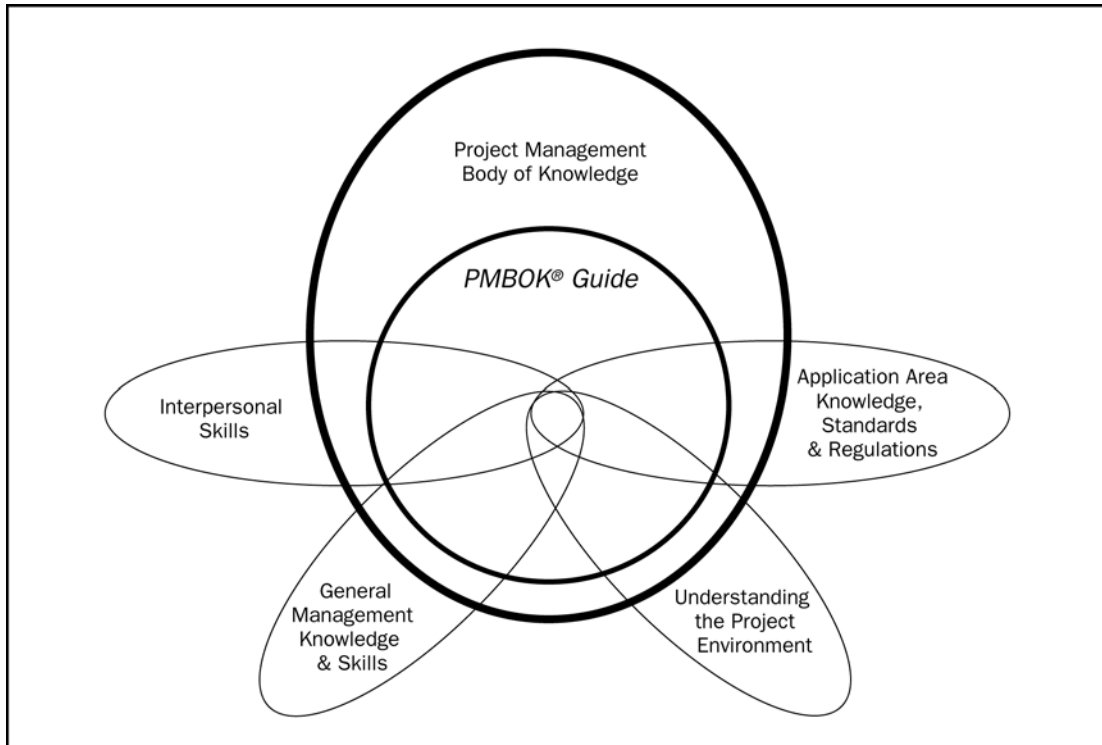 Project Management
Body of Knowledge
PMBOK® Guide
Interpersonal
Skills
Application Area
Knowledge,
Standards
& Regulations
General
Management
Knowledge
& Skills
Understanding
the Project
Environment